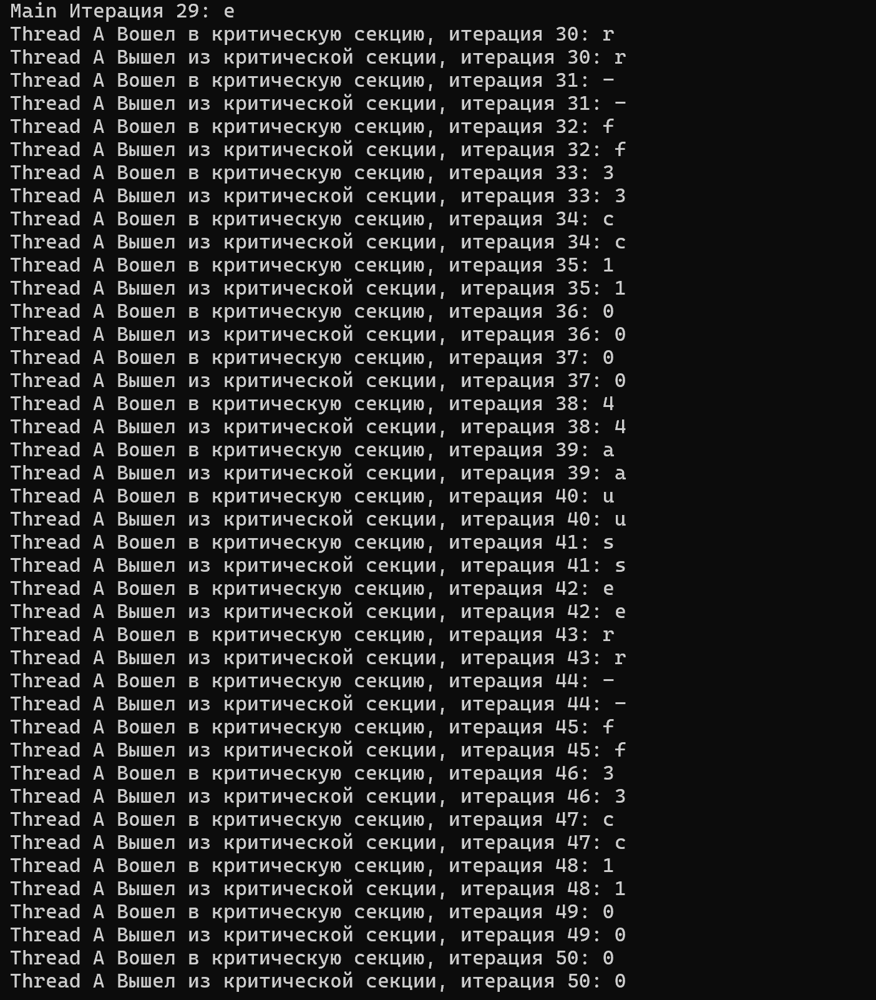 Main Итерация 29: e
Thread A Вошел в критическую секцию, итерация 30: r
Thread A Вышел из критической секции, итерация 30: r
Thread A Вошел в критическую секцию, итерация 31: -
Thread A Вышел из критической секции, итерация 31: -
Thread A Вошел в критическую секцию, итерация 32: f
Thread A Вышел из критической секции, итерация 32: f
Thread A Вошел в критическую секцию, итерация 33: 3
Thread A Вышел из критической секции, итерация 33: 3
Thread A Вошел в критическую секцию, итерация 34: c
Thread A Вышел из критической секции, итерация 34: c
Thread A Вошел в критическую секцию, итерация 35: 1
Thread A Вышел из критической секции, итерация 35: 1
Thread A Вошел в критическую секцию, итерация 36: 0
Thread A Вышел из критической секции, итерация 36: 0
Thread A Вошел в критическую секцию, итерация 37: 0
Thread A Вышел из критической секции, итерация 37: 0
Thread A Вошел в критическую секцию, итерация 38: 4
Thread A Вышел из критической секции, итерация 38: 4
Thread A Вошел в критическую секцию, итерация 39: a
Thread A Вышел из критической секции, итерация 39: a
Thread A Вошел в критическую секцию, итерация 40: u
Thread A Вышел из критической секции, итерация 40: u
Thread A Вошел в критическую секцию, итерация 41: s
Thread A Вышел из критической секции, итерация 41: s
Thread A Вошел в критическую секцию, итерация 42: e
Thread A Вышел из критической секции, итерация 42: e
Thread A Вошел в критическую секцию, итерация 43: r
Thread A Вышел из критической секции, итерация 43: r
Thread A Вошел в критическую секцию, итерация 44: -
Thread A Вышел из критической секции, итерация 44: -
Thread A Вошел в критическую секцию, итерация 45: f
Thread A Вышел из критической секции, итерация 45: f
Thread A Вошел в критическую секцию, итерация 46: 3
Thread A Вышел из критической секции, итерация 46: 3
Thread A Вошел в критическую секцию, итерация 47: c
Thread A Вышел из критической секции, итерация 47: c
Thread A Вошел в критическую секцию, итерация 48: 1
Thread A Вышел из критической секции, итерация 48: 1
Thread A Вошел в критическую секцию, итерация 49: 0
Thread A Вышел из критической секции, итерация 49: 0
Thread A Вошел в критическую секцию, итерация 50: 0
Thread A Вышел из критической секции, итерация 50: 0